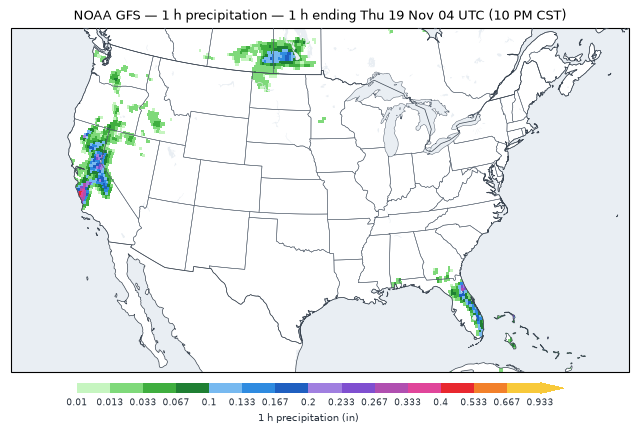 NOAA GFS — 1 h precipitation — 1 h ending Thu 19 Nov 04 UTC (10 PM CST)
0.01 0.013 0.033 0.067 0.1 0.133 0.167 0.2 0.233 0.267 0.333 0.4 0.533 0.667 0.933
1 h precipitation (in)